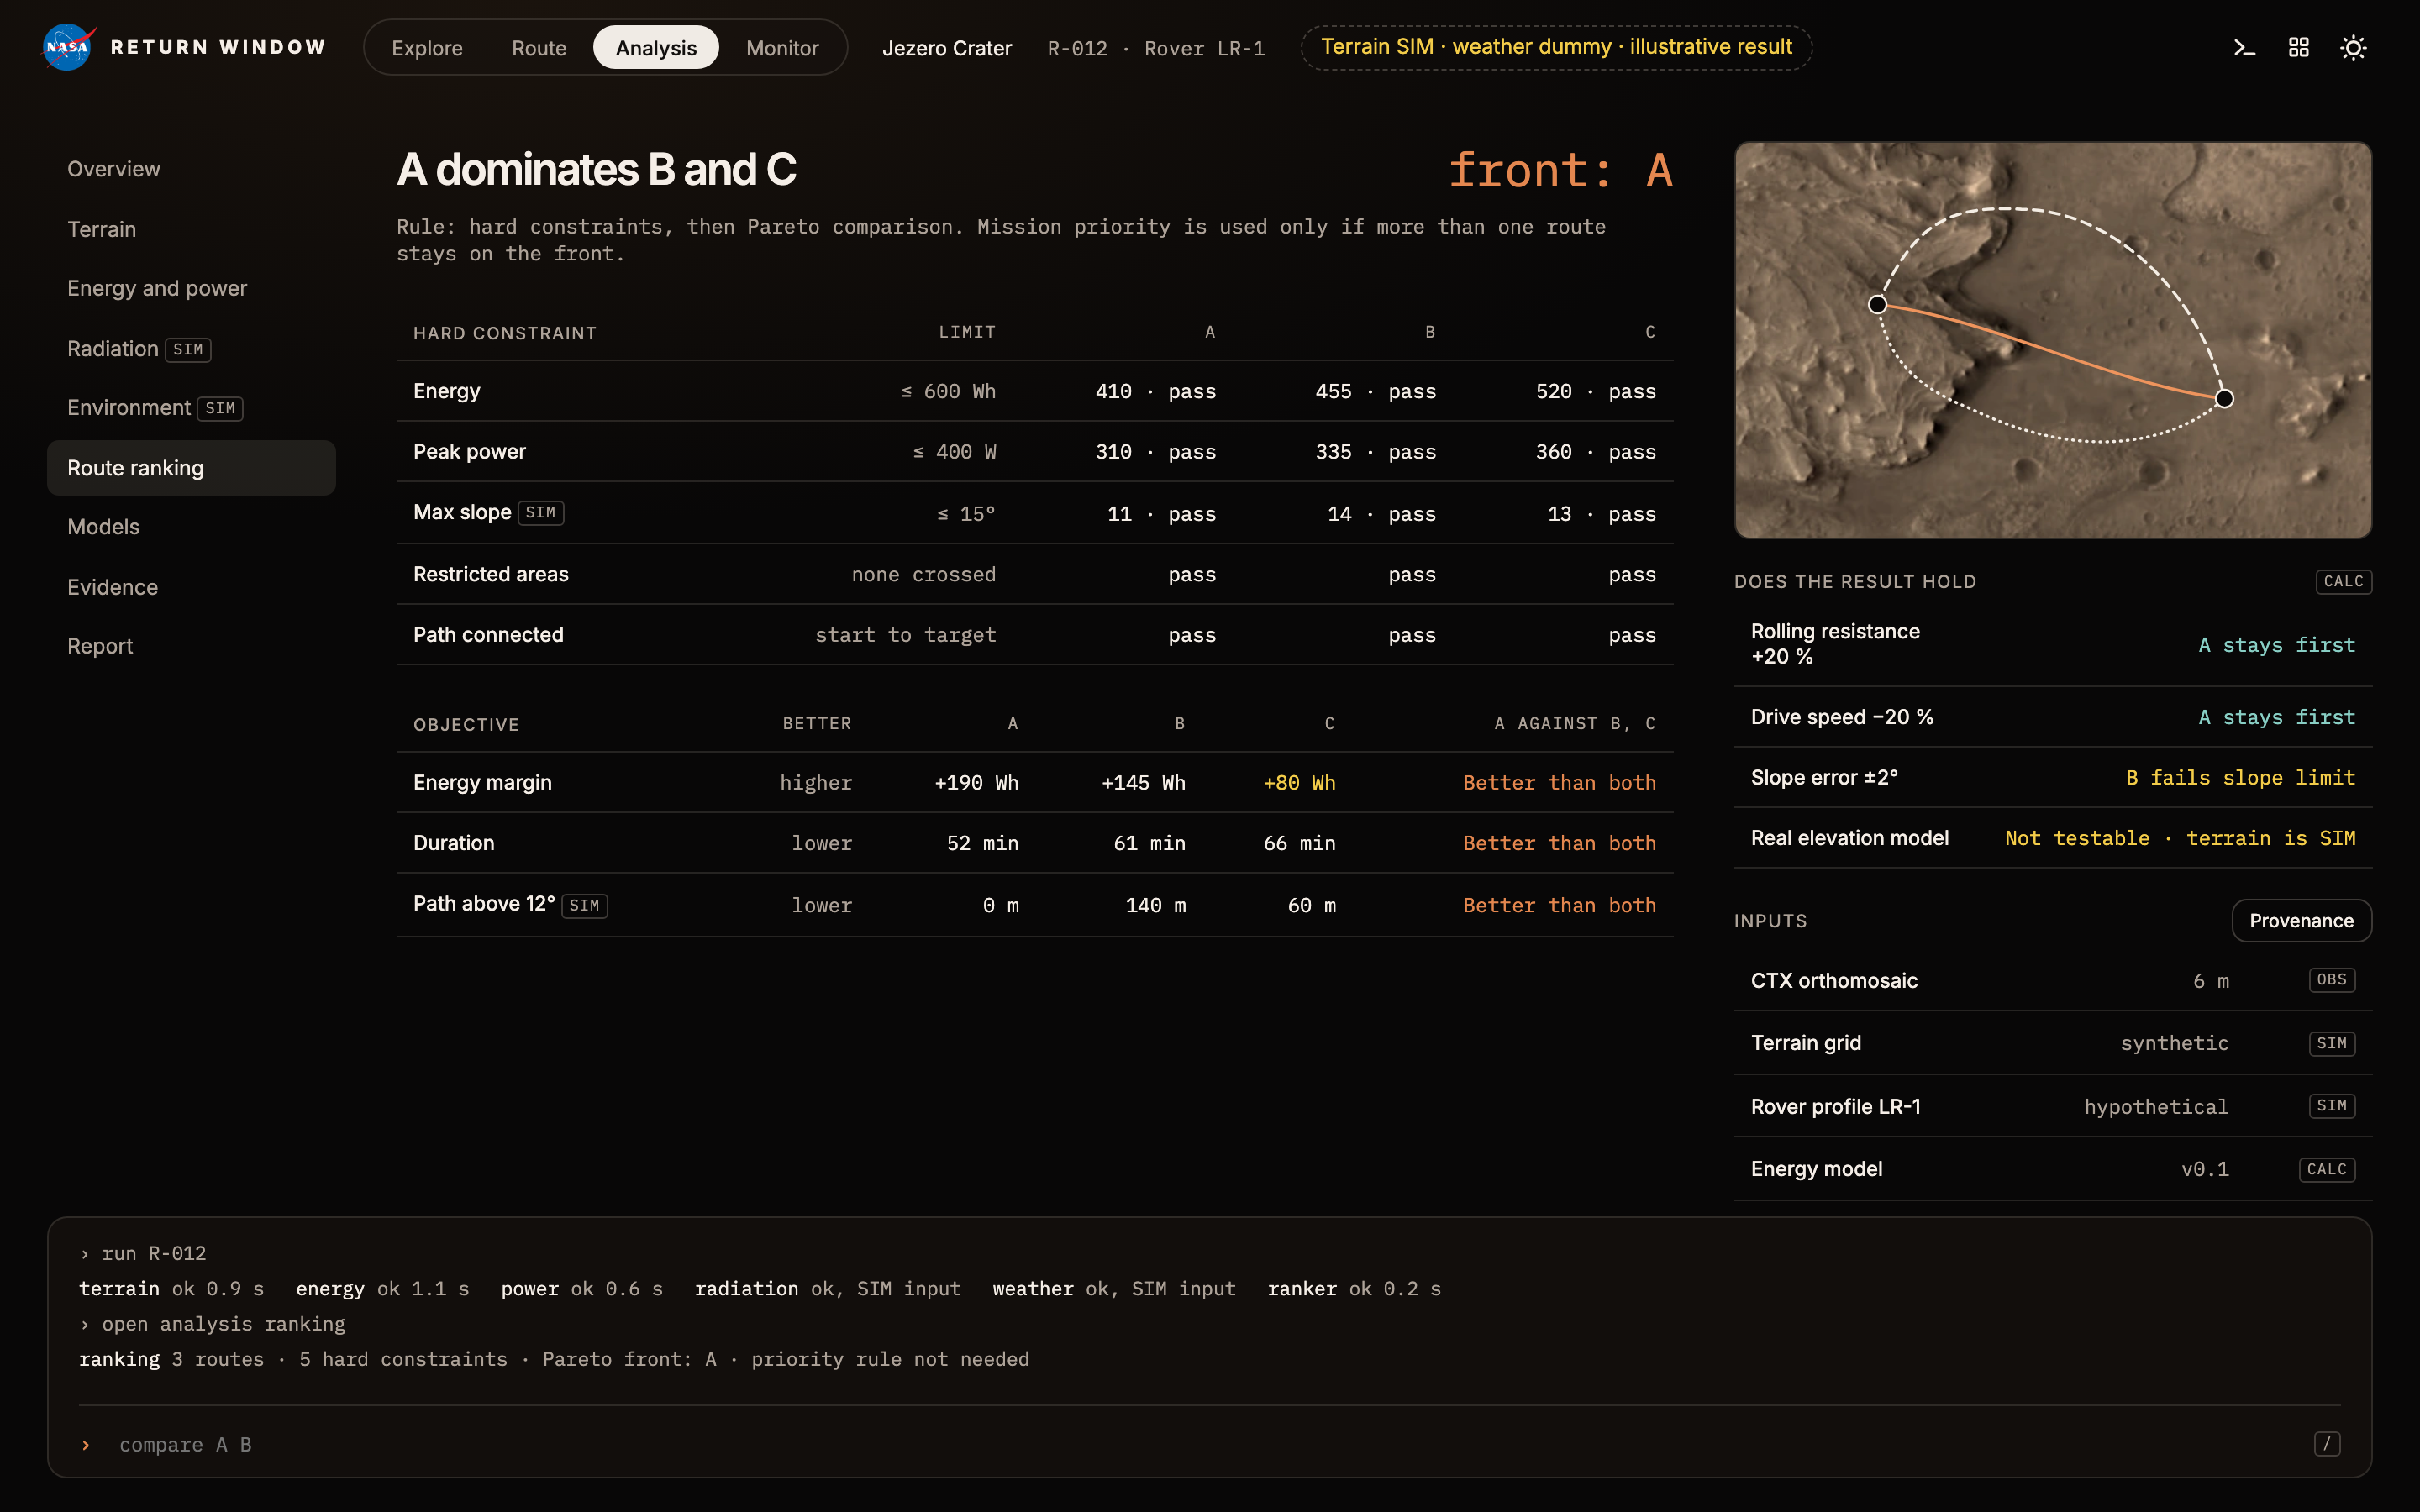 NASA RETURN WINDOW Explore Route Analysis Monitor Jezero Crater R-012 · Rover LR-1 Terrain SIM · weather dummy · illustrative result
Overview
Terrain
Energy and power
Radiation SIM
Environment SIM
Route ranking
Models
Evidence
Report
A dominates B and C front: A
Rule: hard constraints, then Pareto comparison. Mission priority is used only if more than one route
stays on the front.
HARD CONSTRAINT LIMIT A B C
Energy ≤ 600 Wh 410 · pass 455 · pass 520 · pass
Peak power ≤ 400 W 310 · pass 335 · pass 360 · pass
Max slope SIM ≤ 15° 11 · pass 14 · pass 13 · pass
Restricted areas none crossed pass pass pass
Path connected start to target pass pass pass
OBJECTIVE BETTER A B C A AGAINST B, C
Energy margin higher +190 Wh +145 Wh +80 Wh Better than both
Duration lower 52 min 61 min 66 min Better than both
Path above 12° SIM lower 0 m 140 m 60 m Better than both
DOES THE RESULT HOLD CALC
Rolling resistance
+20 % A stays first
Drive speed −20 % A stays first
Slope error ±2° B fails slope limit
Real elevation model Not testable · terrain is SIM
INPUTS Provenance
CTX orthomosaic 6 m OBS
Terrain grid synthetic SIM
Rover profile LR-1 hypothetical SIM
Energy model v0.1 CALC
› run R-012
terrain ok 0.9 s energy ok 1.1 s power ok 0.6 s radiation ok, SIM input weather ok, SIM input ranker ok 0.2 s
› open analysis ranking
ranking 3 routes · 5 hard constraints · Pareto front: A · priority rule not needed
› compare A B /